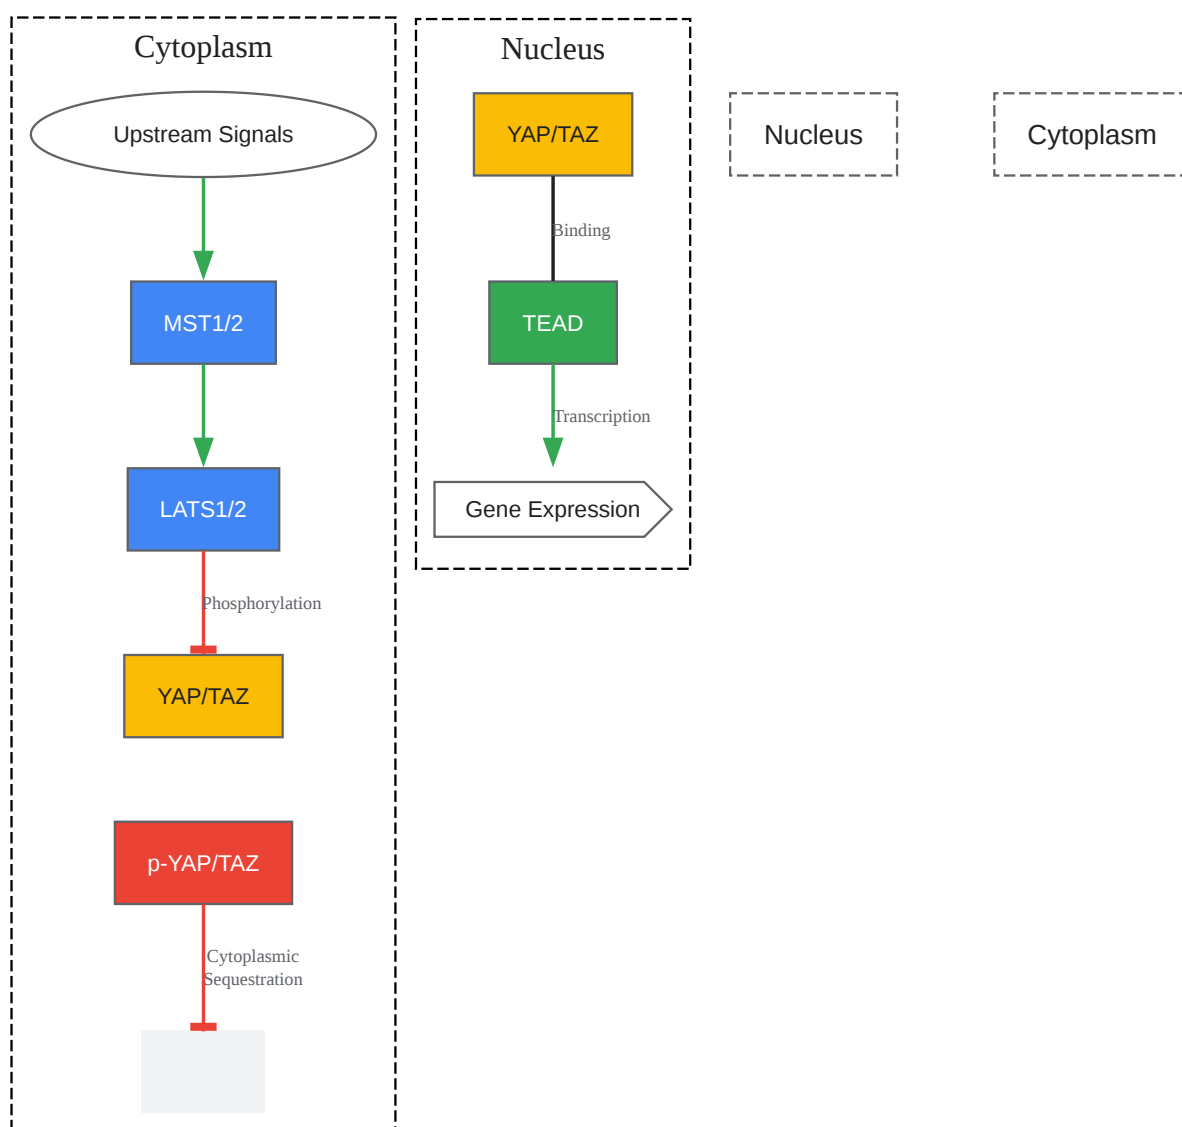 Cytoplasm
Upstream Signals
MST1/2
LATS1/2
Phosphorylation
YAP/TAZ
p-YAP/TAZ
Cytoplasmic
Sequestration
Nucleus
YAP/TAZ
Binding
TEAD
Transcription
Gene Expression
Nucleus
Cytoplasm